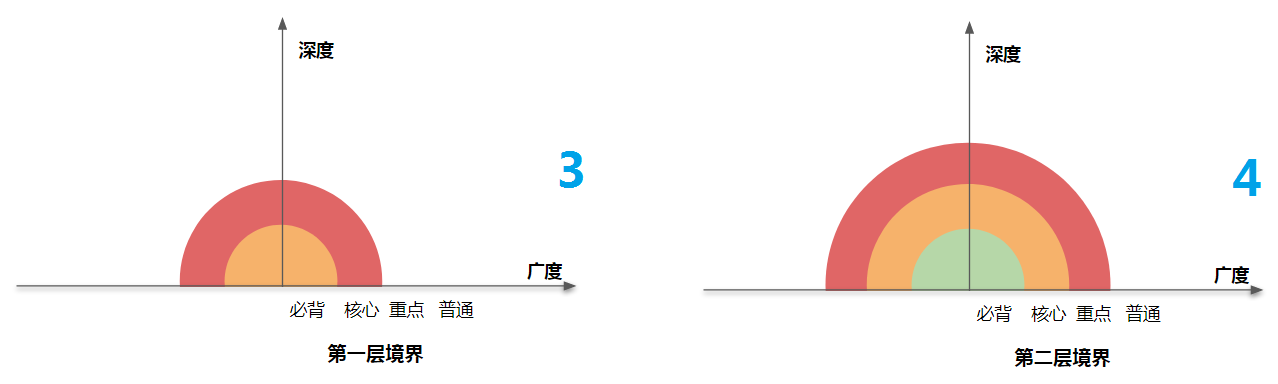 深度
3
广度
必背 核心 重点 普通
第一层境界
深度
4
广度
必背 核心 重点 普通
第二层境界